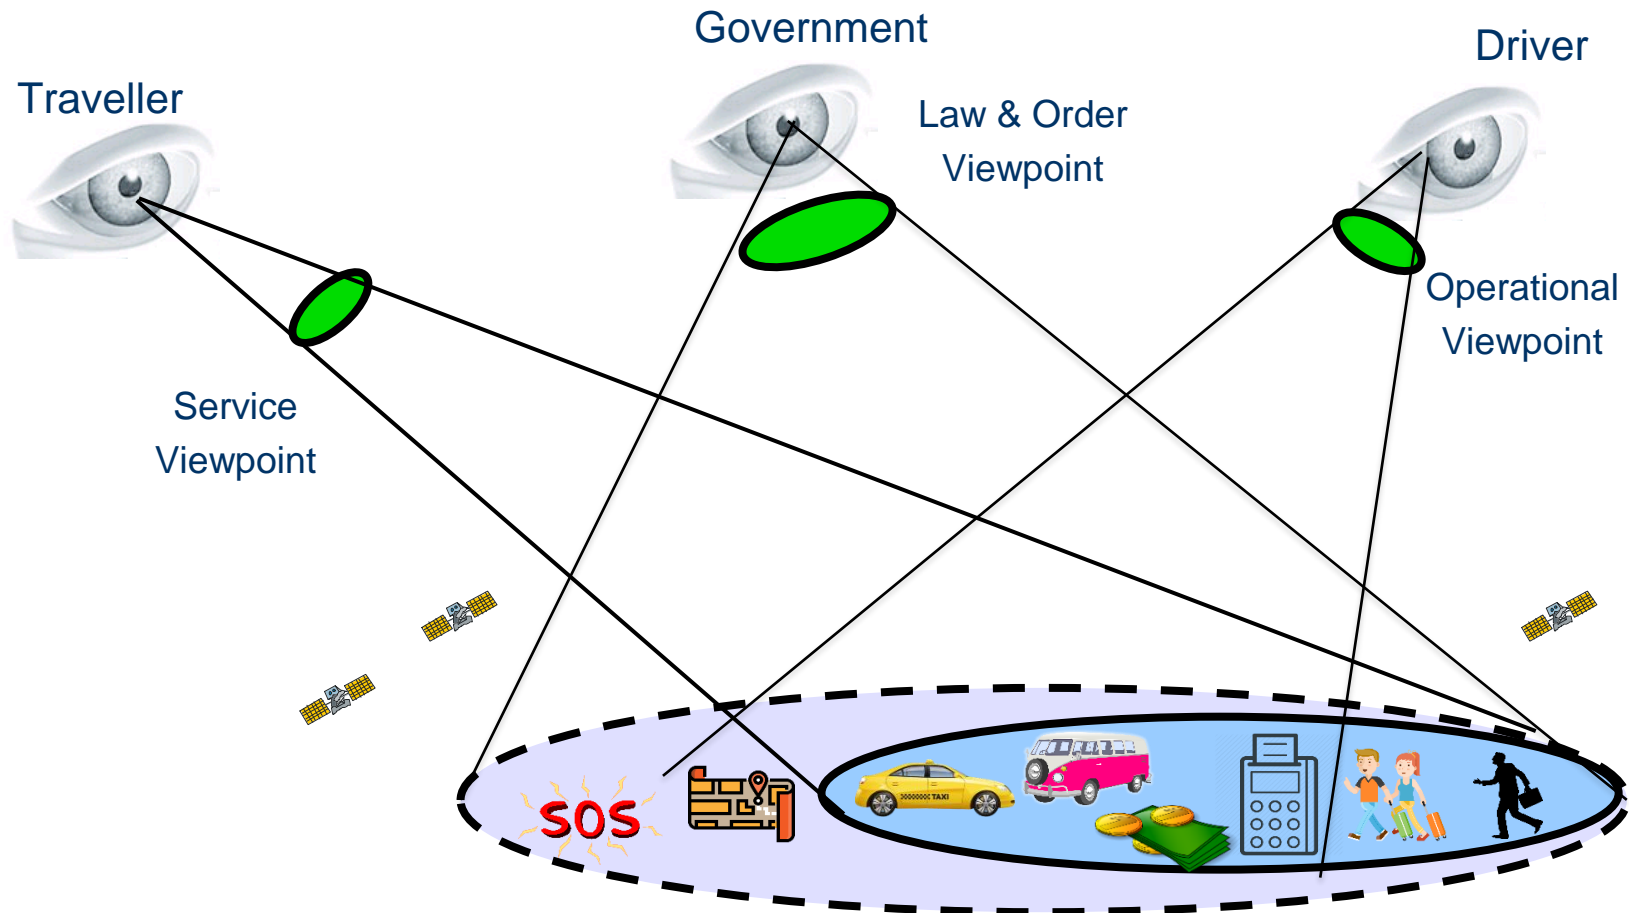 Government
Driver
Traveller
Law & Order
Viewpoint
Operational
Viewpoint
Service
Viewpoint
TAXI
SOS